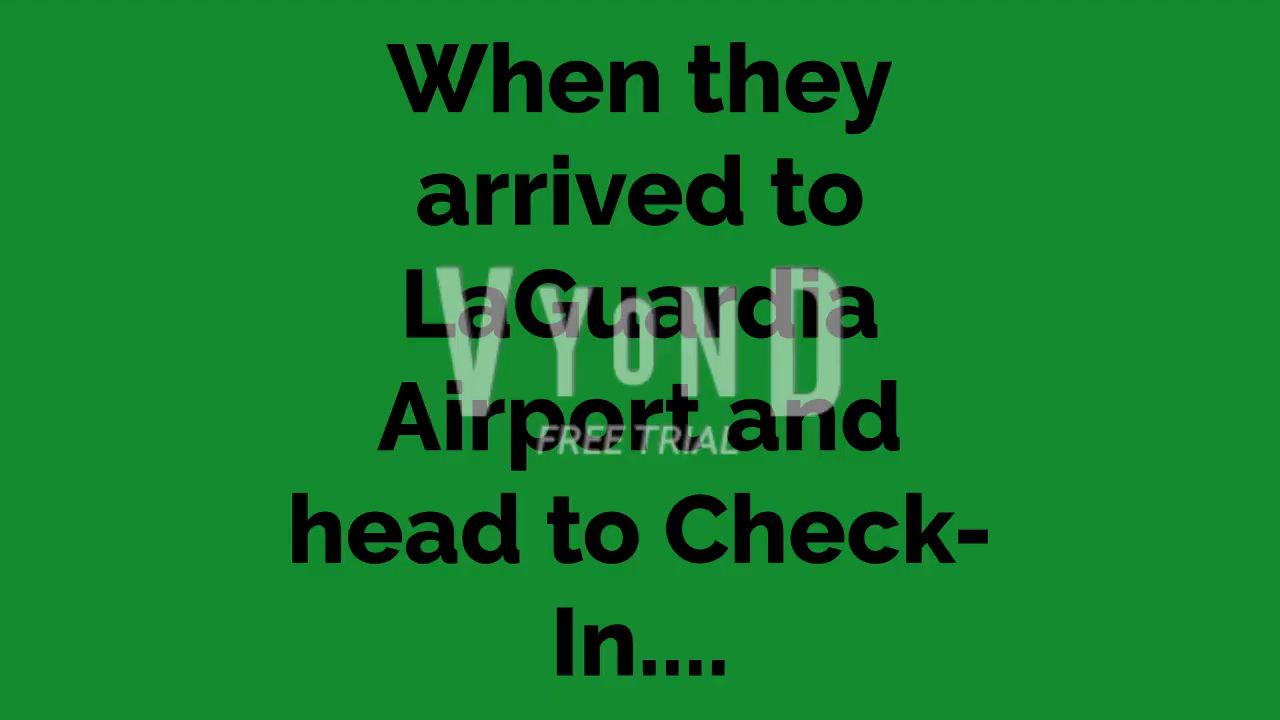 When they
arrived to
LaGuardia
VYOND
Airport and
FREE TRIAL
head to Check-
In....